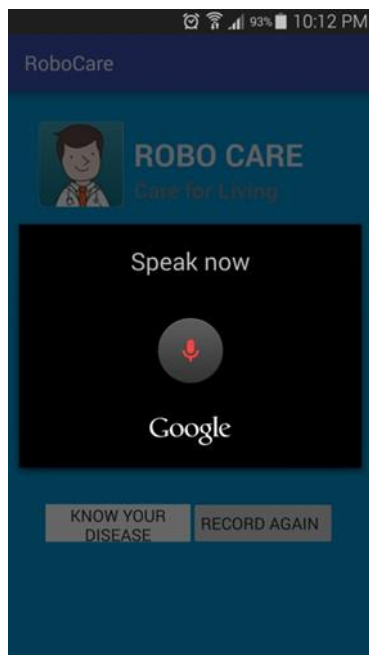 93% 10:12 PM
RoboCare
ROBO CARE
Care for Living
Speak now
Google
KNOW YOUR
DISEASE
RECORD AGAIN